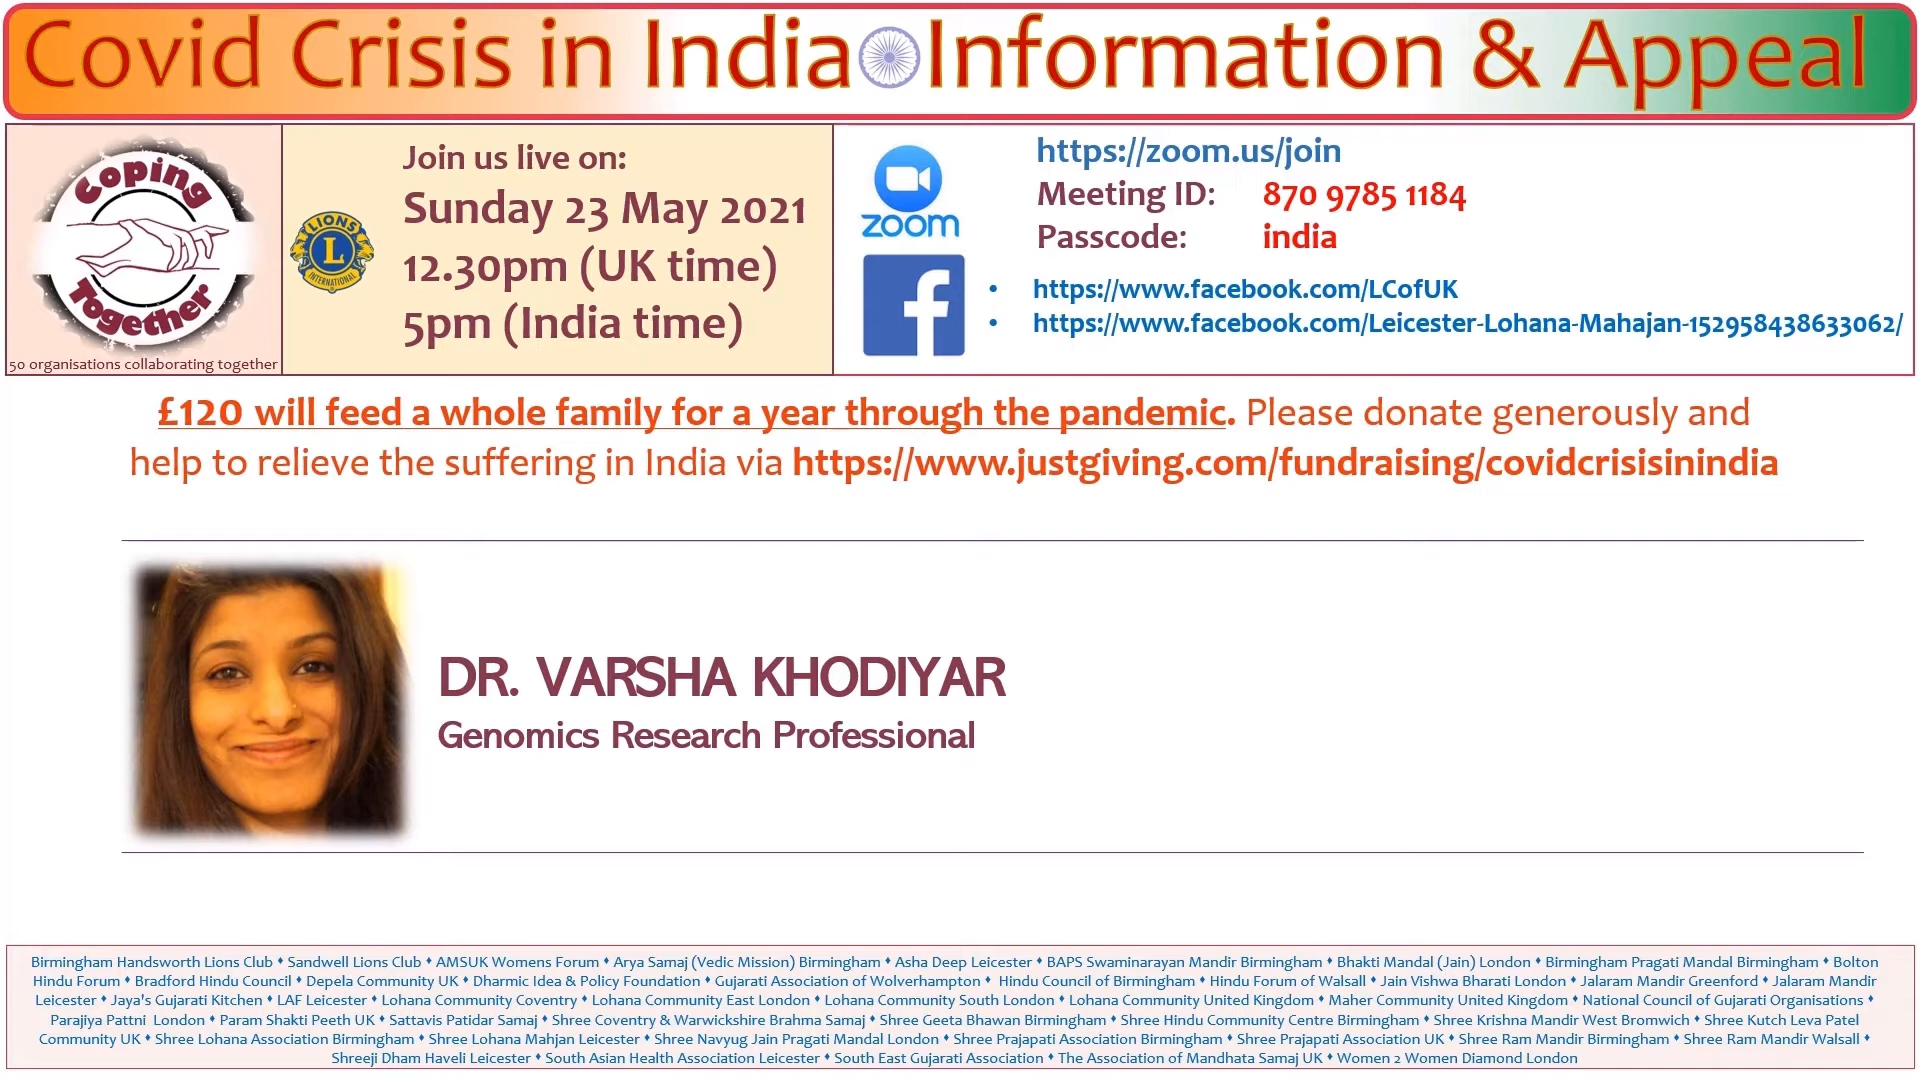 Covid Crisis in India Information & Appeal
Coping
Together
50 organisations collaborating together
LIONS
L
INTERNATIONAL
Join us live on:
Sunday 23 May 2021
12.30pm (UK time)
5pm (India time)
zoom
f
https://zoom.us/join
Meeting ID: 870 9785 1184
Passcode: india
• https://www.facebook.com/LCofUK
• https://www.facebook.com/Leicester-Lohana-Mahajan-152958438633062/
£120 will feed a whole family for a year through the pandemic. Please donate generously and
help to relieve the suffering in India via https://www.justgiving.com/fundraising/covidcrisisinindia
DR. VARSHA KHODIYAR
Genomics Research Professional
Birmingham Handsworth Lions Club ♦ Sandwell Lions Club ♦ AMSUK Womens Forum ♦ Arya Samaj (Vedic Mission) Birmingham ♦ Asha Deep Leicester ♦ BAPS Swaminarayan Mandir Birmingham ♦ Bhakti Mandal (Jain) London ♦ Birmingham Pragati Mandal Birmingham ♦ Bolton
Hindu Forum ♦ Bradford Hindu Council ♦ Depela Community UK ♦ Dharmic Idea & Policy Foundation ♦ Gujarati Association of Wolverhampton ♦ Hindu Council of Birmingham ♦ Hindu Forum of Walsall ♦ Jain Vishwa Bharati London ♦ Jalaram Mandir Greenford ♦ Jalaram Mandir
Leicester ♦ Jaya's Gujarati Kitchen ♦ LAF Leicester ♦ Lohana Community Coventry ♦ Lohana Community East London ♦ Lohana Community South London ♦ Lohana Community United Kingdom ♦ Maher Community United Kingdom ♦ National Council of Gujarati Organisations ♦
Parajiya Pattni London ♦ Param Shakti Peeth UK ♦ Sattavis Patidar Samaj ♦ Shree Coventry & Warwickshire Brahma Samaj ♦ Shree Geeta Bhawan Birmingham ♦ Shree Hindu Community Centre Birmingham ♦ Shree Krishna Mandir West Bromwich ♦ Shree Kutch Leva Patel
Community UK ♦ Shree Lohana Association Birmingham ♦ Shree Lohana Mahjan Leicester ♦ Shree Navyug Jain Pragati Mandal London ♦ Shree Prajapati Association Birmingham ♦ Shree Prajapati Association UK ♦ Shree Ram Mandir Birmingham ♦ Shree Ram Mandir Walsall ♦
Shreeji Dham Haveli Leicester ♦ South Asian Health Association Leicester ♦ South East Gujarati Association ♦ The Association of Mandhata Samaj UK ♦ Women 2 Women Diamond London